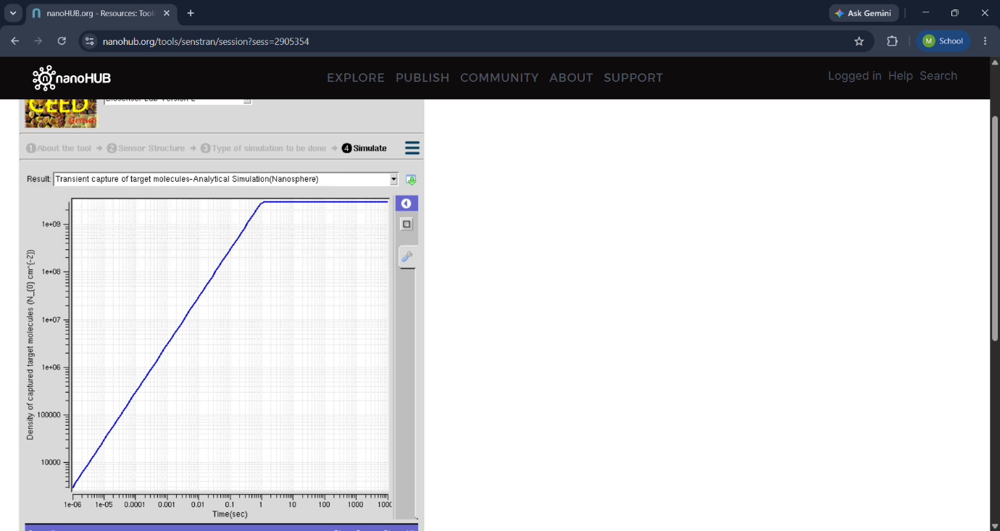 nanoHUB.org - Resources: Tool
Ask Gemini
nanohub.org/tools/senstran/session?sess=2905354
M School
nanoHUB
EXPLORE PUBLISH COMMUNITY ABOUT SUPPORT
Logged in Help Search
CEED
Group
1 About the tool → 2 Sensor Structure → 3 Type of simulation to be done → 4 Simulate
Result: Transient capture of target molecules-Analytical Simulation(Nanosphere)
Density of captured target molecules (N_{0} cm^{-2})
1e+09
1e+08
1e+07
1e+06
100000
10000
1e-06 1e-05 0.0001 0.001 0.01 0.1 1 10 100 1000 1000
Time(sec)